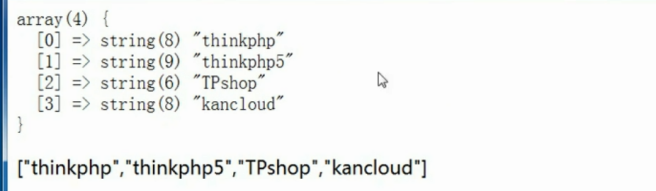 array(4) {
[0] => string(8) "thinkphp"
[1] => string(9) "thinkphp5"
[2] => string(6) "TPshop"
[3] => string(8) "kancloud"
}
["thinkphp","thinkphp5","TPshop","kancloud"]